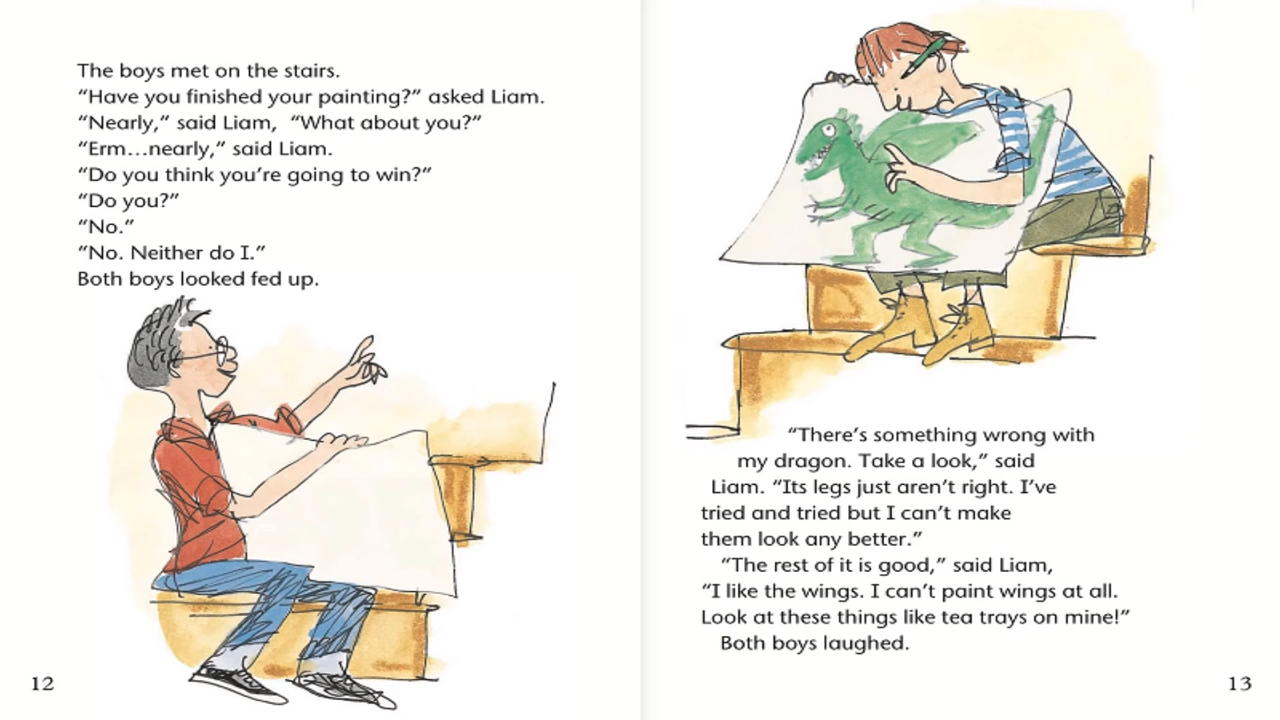 The boys met on the stairs.
“Have you finished your painting?” asked Liam.
“Nearly,” said Liam, “What about you?”
“Erm...nearly,” said Liam.
“Do you think you’re going to win?”
“Do you?”
“No.”
“No. Neither do I.”
Both boys looked fed up.
12
“There’s something wrong with
my dragon. Take a look,” said
Liam. “Its legs just aren’t right. I’ve
tried and tried but I can’t make
them look any better.”
“The rest of it is good,” said Liam,
“I like the wings. I can’t paint wings at all.
Look at these things like tea trays on mine!”
Both boys laughed.
13